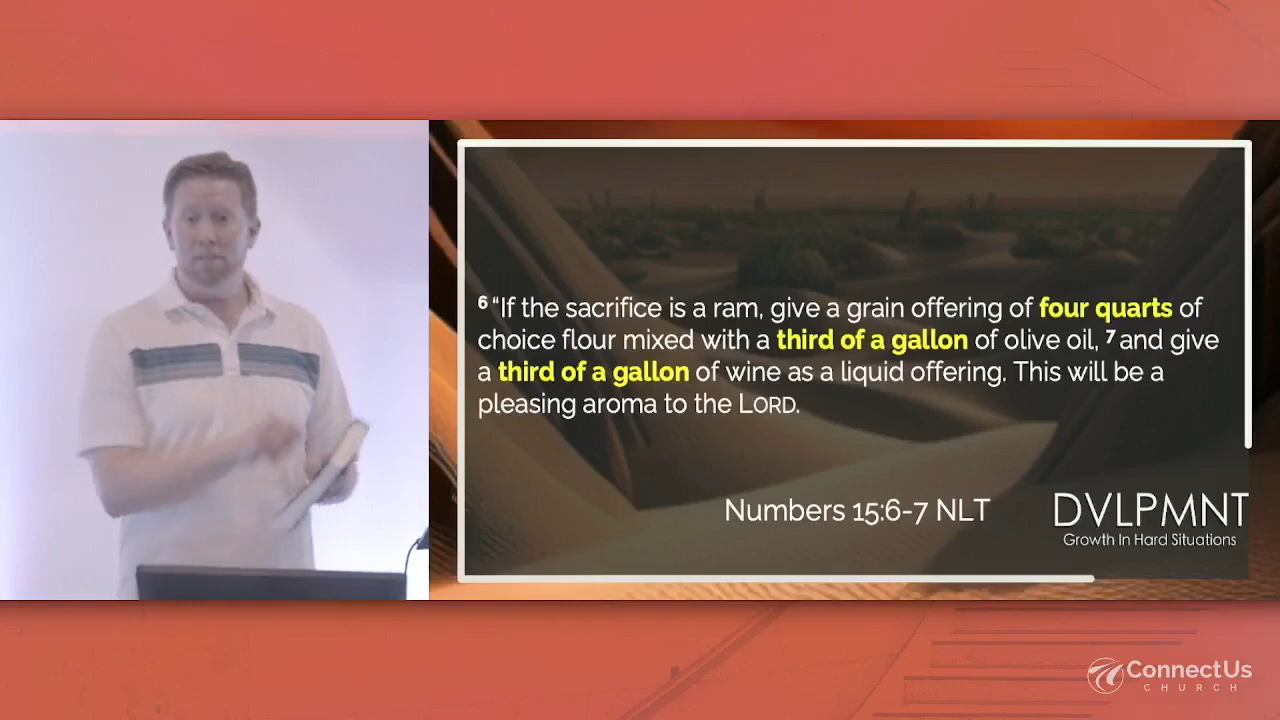 6 “If the sacrifice is a ram, give a grain offering of four quarts of
choice flour mixed with a third of a gallon of olive oil, 7 and give
a third of a gallon of wine as a liquid offering. This will be a
pleasing aroma to the LORD.
Numbers 15:6-7 NLT
DVLPMNT
Growth In Hard Situations
ConnectUs
CHURCH